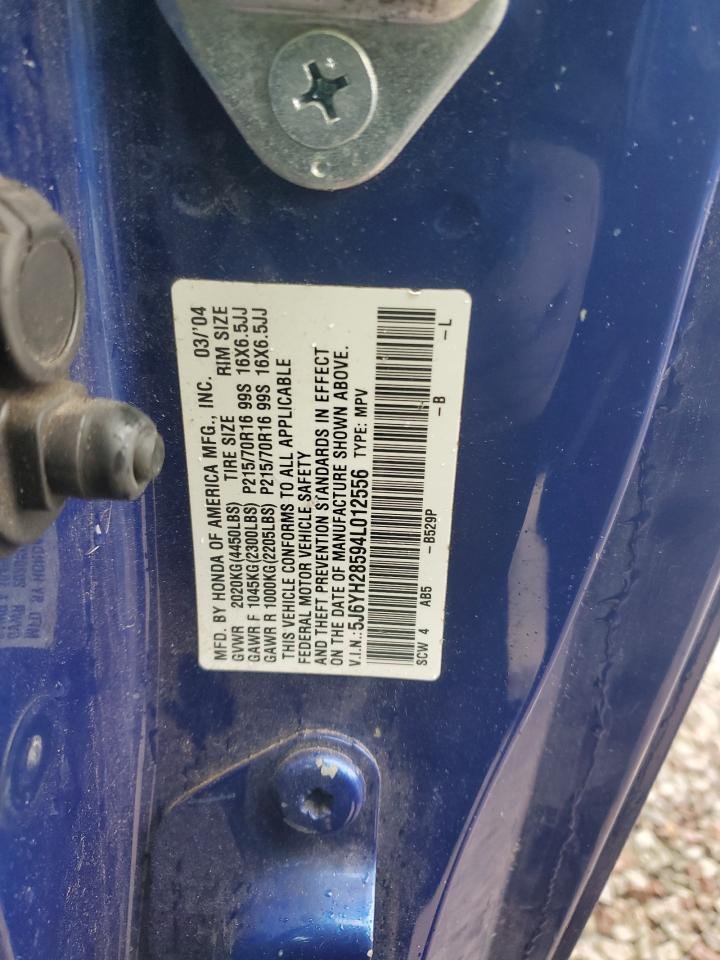 MFD. BY HONDA OF AMERICA MFG., INC. 03/'04
GVWR 2020KG(4450LBS) TIRE SIZE RIM SIZE
GAWR F 1045KG(2300LBS) P215/70R16 99S 16X6.5JJ
GAWR R 1000KG(2205LBS) P215/70R16 99S 16X6.5JJ
THIS VEHICLE CONFORMS TO ALL APPLICABLE
FEDERAL MOTOR VEHICLE SAFETY
AND THEFT PREVENTION STANDARDS IN EFFECT
ON THE DATE OF MANUFACTURE SHOWN ABOVE.
V.I.N.:5J6YH28594L012556 TYPE: MPV
SCW 4 AB5 -B529P -B -L